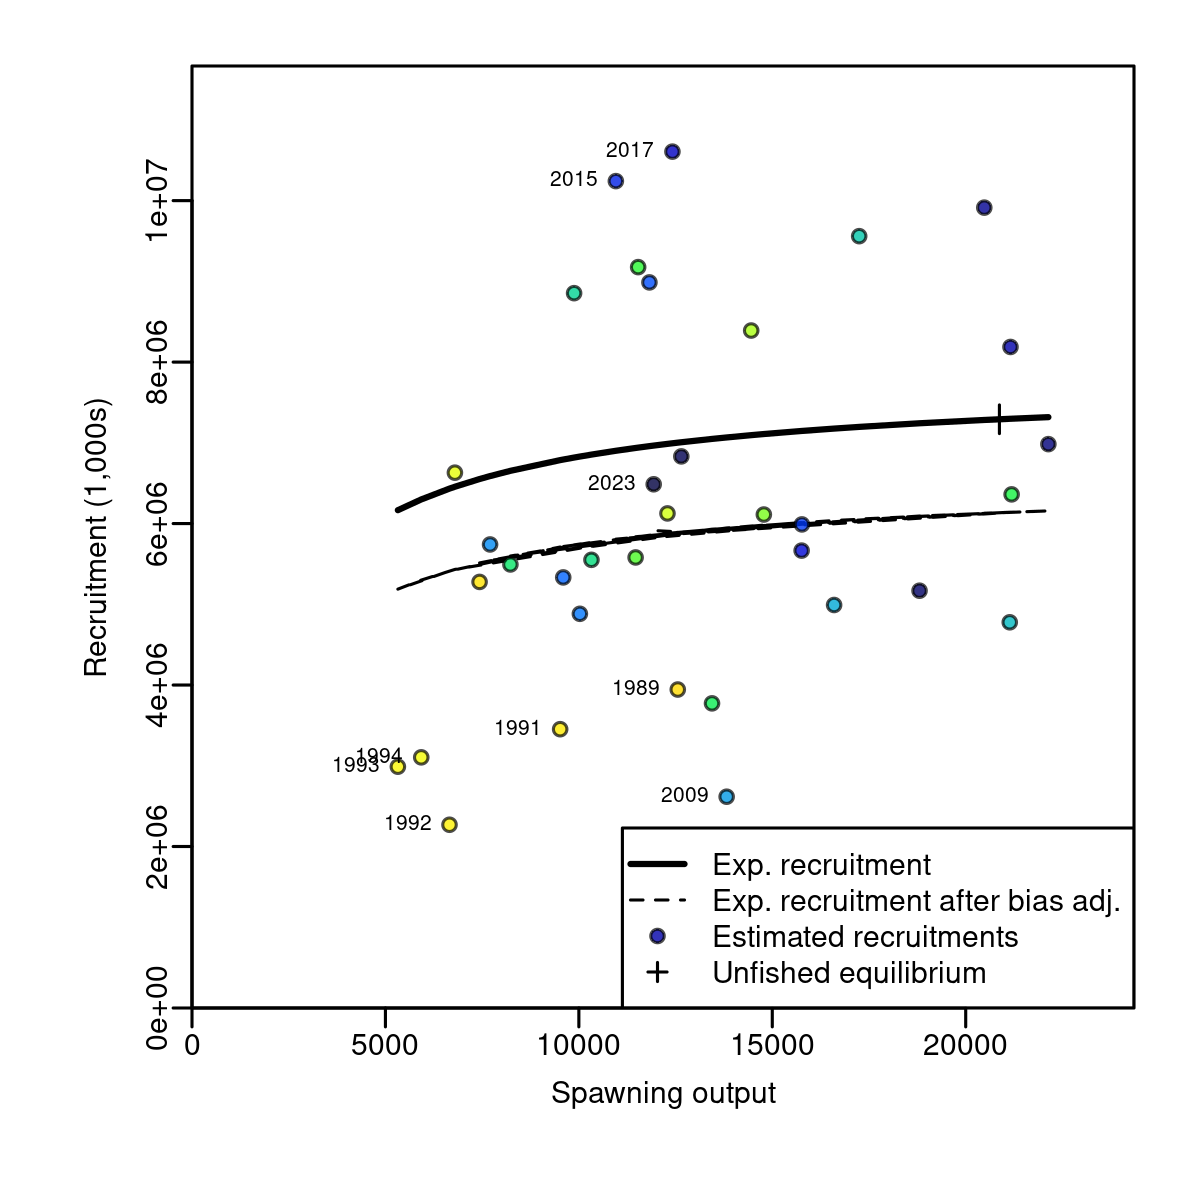 2017
2015
2023
1989
1991
1994
1993
2009
1992
Recruitment (1,000s)
1e+07
8e+06
6e+06
4e+06
2e+06
0e+00
0
5000
10000
15000
20000
Spawning output
Exp. recruitment
Exp. recruitment after bias adj.
Estimated recruitments
Unfished equilibrium